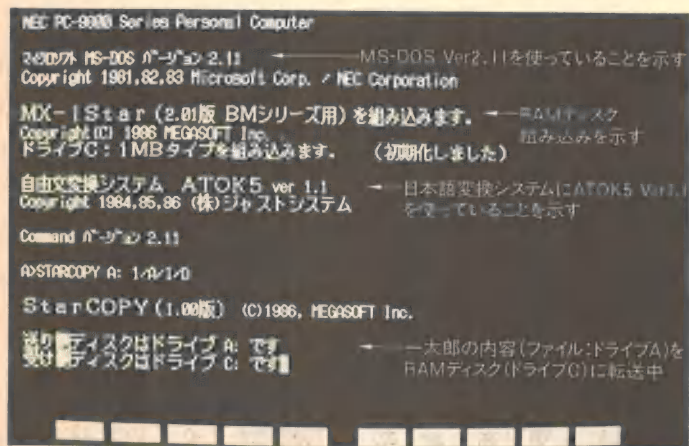 NEC PC-9800 Series Personal Computer
マイクロソフト MS-DOS バージョン 2.11
MS-DOS Ver2.11を使っていることを示す
Copyright 1981,82,83 Microsoft Corp. / NEC Corporation
MX-1Star (2.01版 BMシリーズ用) を組み込みます。
RAMディスク
組み込みを示す
Copyright(C) 1986 MEGASOFT Inc.
ドライブC：1MBタイプを組み込みます。 （初期化しました）
自由文変換システム ATOK5 ver 1.1
日本語変換システムにATOK5 Ver1.1
を使っていることを示す
Copyright 1984,85,86 (株)ジャストシステム
Command バージョン 2.11
A>STARCOPY A: 1/A/I/D
StarCOPY (1.00版) (C)1986, MEGASOFT Inc.
送り ディスクはドライブ A: です
受け ディスクはドライブ C: です
一太郎の内容(ファイル：ドライブA)を
RAMディスク(ドライブC)に転送中